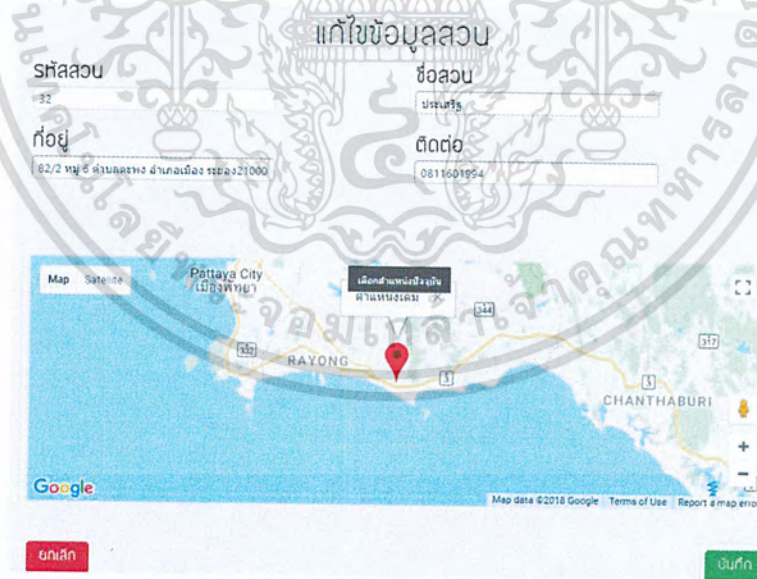 แก้ไขข้อมูลสวน
รหัสสวน
ชื่อสวน
32
ประเสริฐ
ที่อยู่
ติดต่อ
82/2 หมู่ 6 ตำบลตะพง อำเภอเมือง ระยอง21000
0811601994
Map Satellite
Pattaya City
เมืองพัทยา
เลือกตำแหน่งปัจจุบัน
ตำแหน่งเดิม
344
332
317
RAYONG
3
3
CHANTHABURI
Google
Map data ©2018 Google Terms of Use Report a map error
ยกเลิก
บันทึก